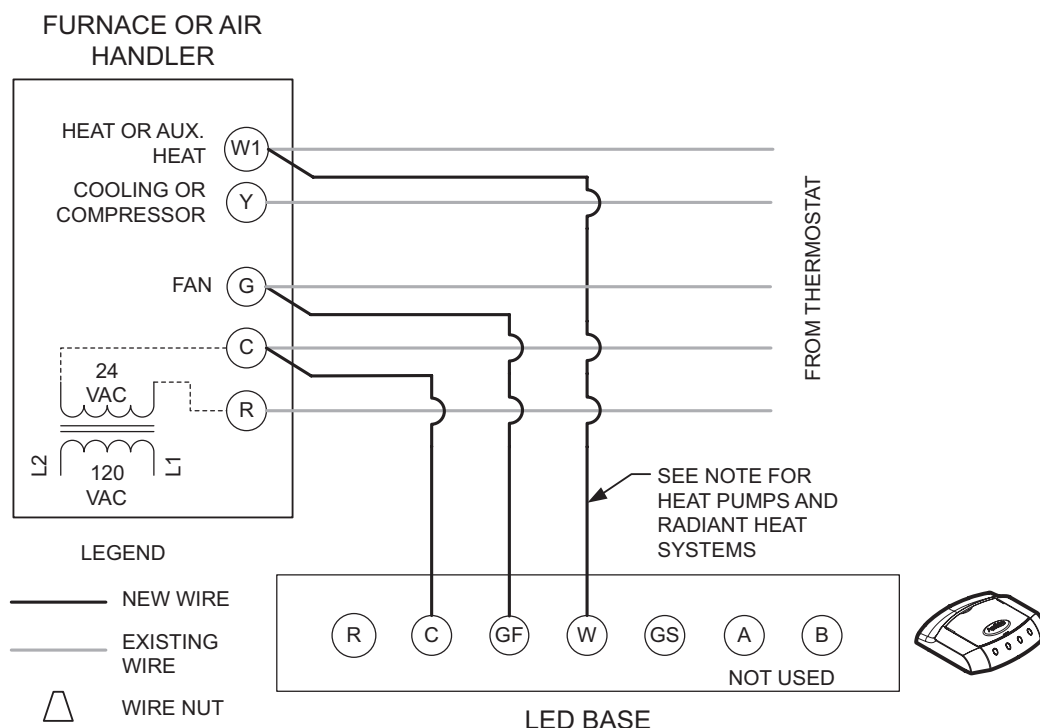 FURNACE OR AIR
HANDLER
HEAT OR AUX.
HEAT
W1
COOLING OR
COMPRESSOR
Y
FAN
G
C
24
VAC
R
L2
120
VAC
L1
FROM THERMOSTAT
SEE NOTE FOR
HEAT PUMPS AND
RADIANT HEAT
SYSTEMS
LEGEND
NEW WIRE
EXISTING
WIRE
WIRE NUT
R C GF W GS A B
NOT USED
LED BASE